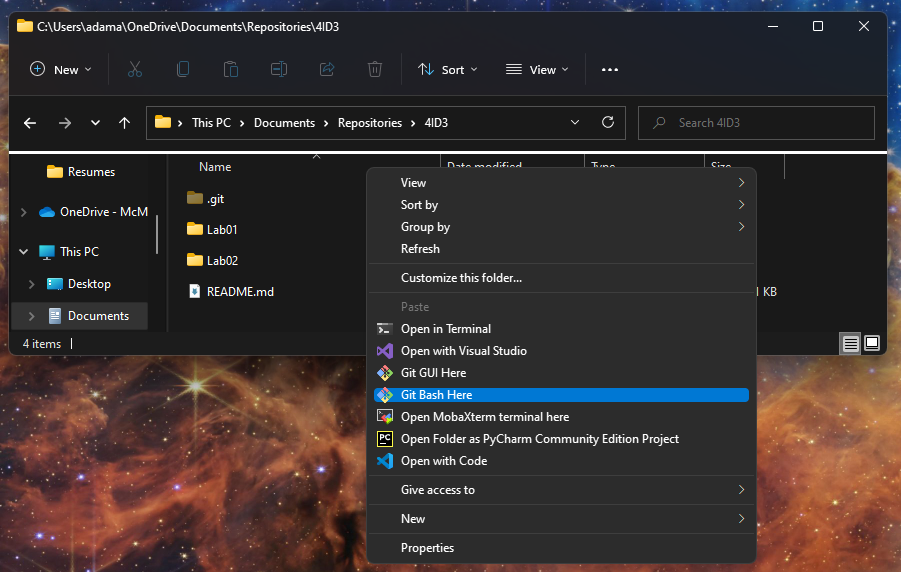 C:\Users\adama\OneDrive\Documents\Repositories\4ID3
New Sort View
This PC Documents Repositories 4ID3 Search 4ID3
Resumes
OneDrive - McM
This PC
Desktop
Documents
Name Date modified Type Size
.git
Lab01
Lab02
README.md KB
4 items
View
Sort by
Group by
Refresh
Customize this folder...
Paste
Open in Terminal
Open with Visual Studio
Git GUI Here
Git Bash Here
Open MobaXterm terminal here
PC Open Folder as PyCharm Community Edition Project
Open with Code
Give access to
New
Properties